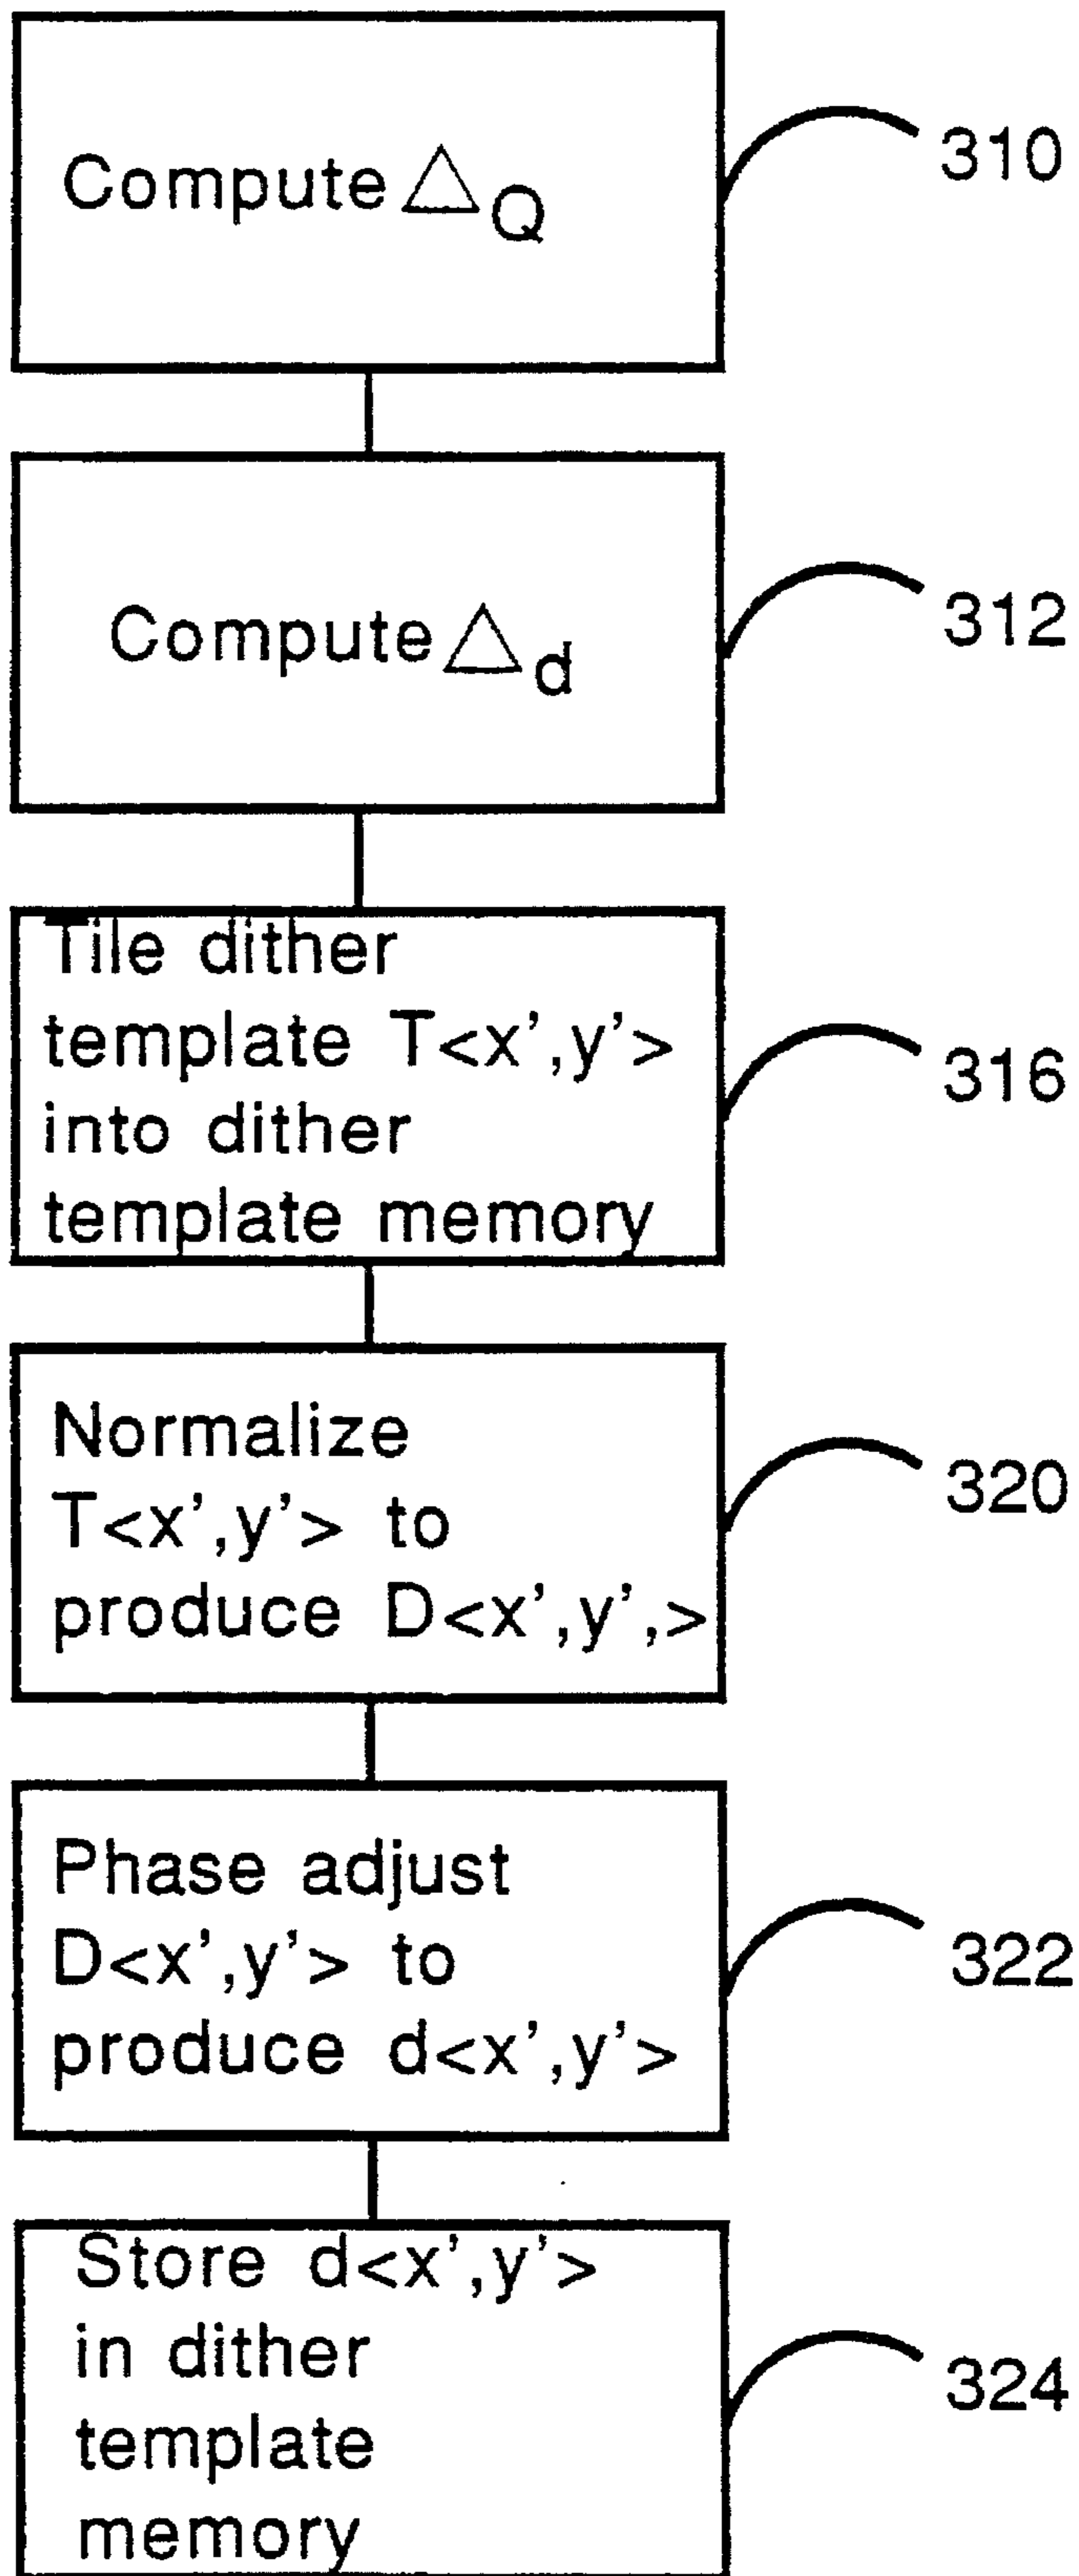 Compute △Q
310
Compute △d
312
Tile dither
template T<x',y'>
into dither
template memory
316
Normalize
T<x',y'> to
produce D<x',y',>
320
Phase adjust
D<x',y'> to
produce d<x',y'>
322
Store d<x',y'>
in dither
template
memory
324